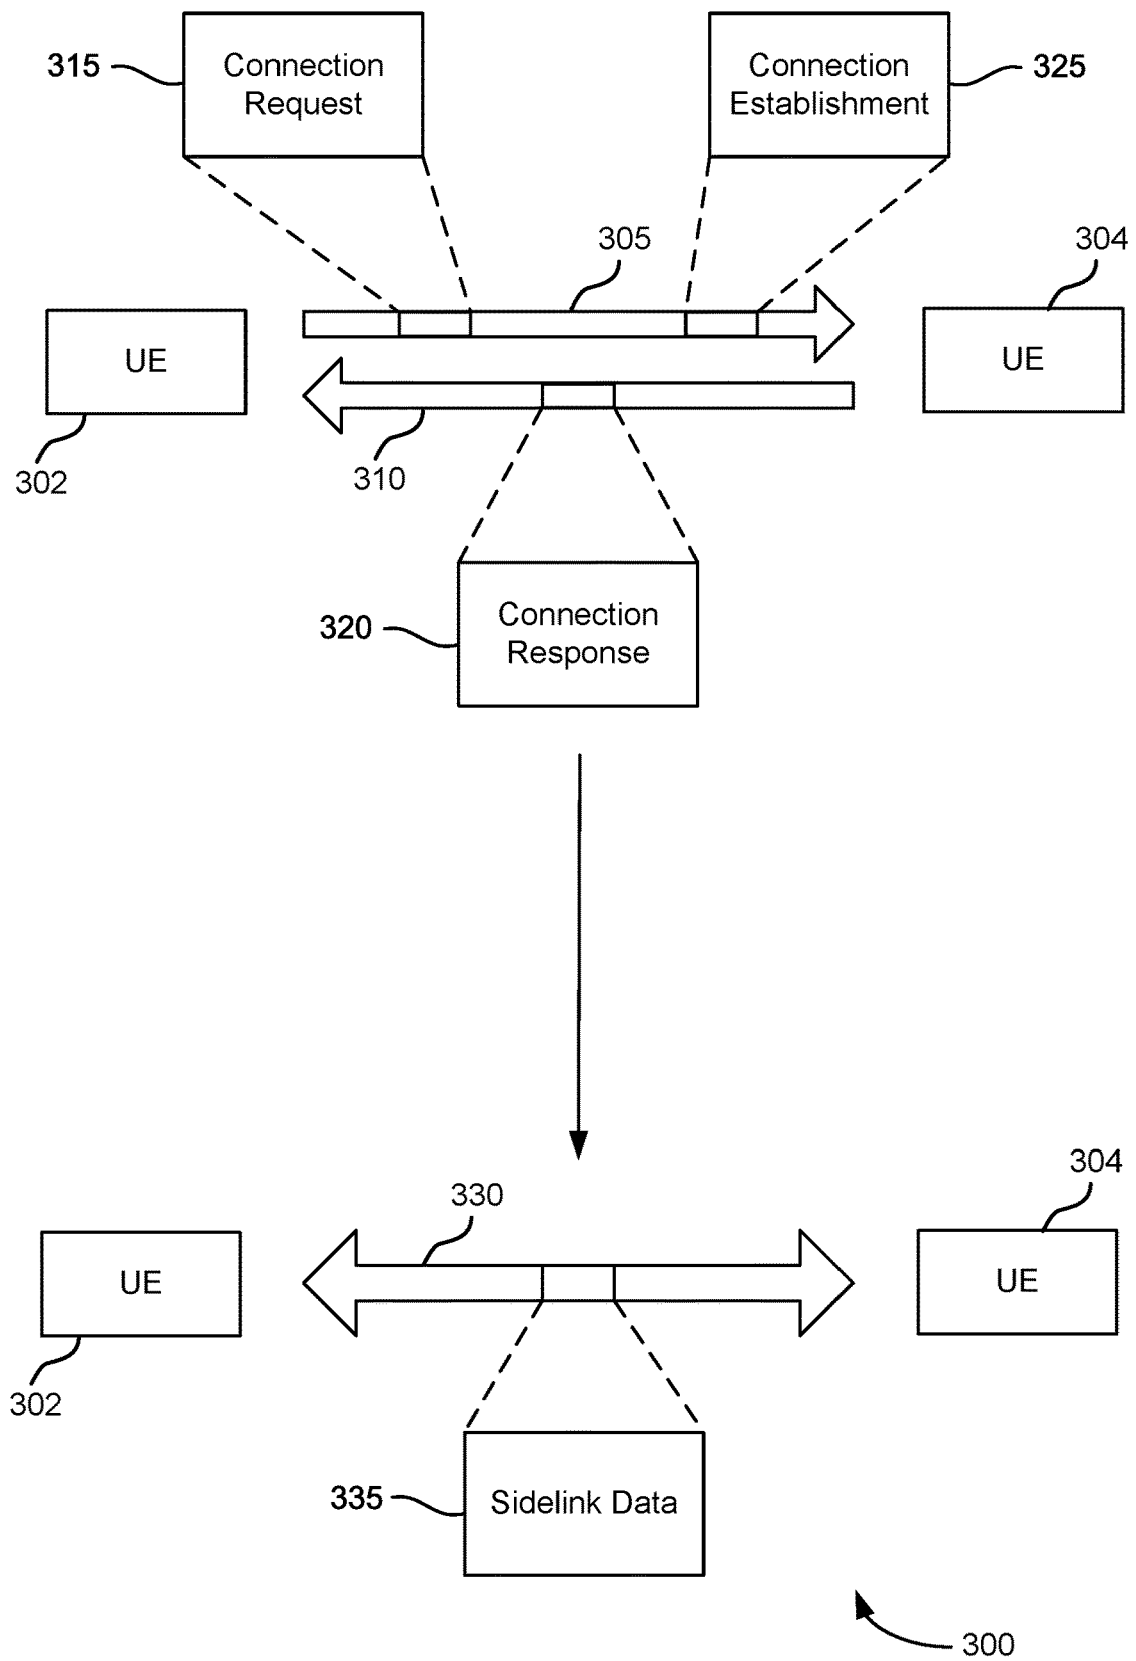 315
Connection
Request
Connection
Establishment
325
305
304
UE
UE
302
310
320
Connection
Response
330
304
UE
UE
302
335
Sidelink Data
300